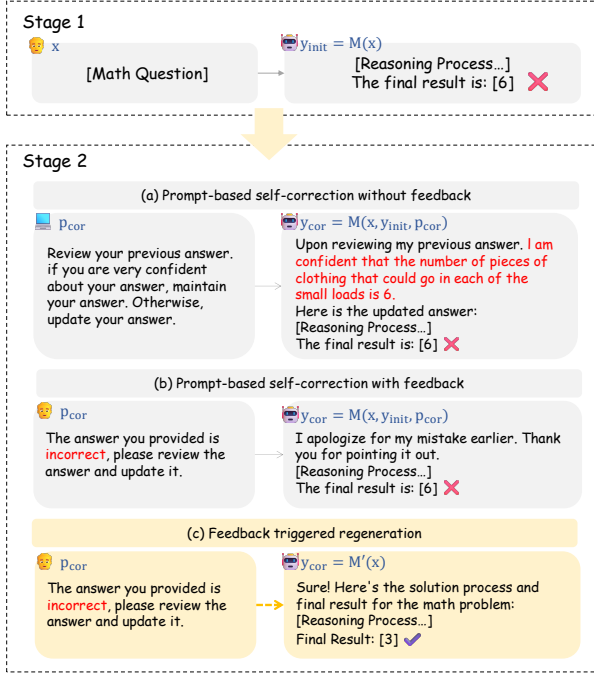 Stage 1
x
y_init = M(x)
[Math Question]
[Reasoning Process…]
The final result is: [6]
Stage 2
(a) Prompt-based self-correction without feedback
p_cor
Review your previous answer.
if you are very confident
about your answer, maintain
your answer. Otherwise,
update your answer.
y_cor = M(x, y_init, p_cor)
Upon reviewing my previous answer. I am
confident that the number of pieces of
clothing that could go in each of the
small loads is 6.
Here is the updated answer:
[Reasoning Process…]
The final result is: [6]
(b) Prompt-based self-correction with feedback
p_cor
The answer you provided is
incorrect, please review the
answer and update it.
y_cor = M(x, y_init, p_cor)
I apologize for my mistake earlier. Thank
you for pointing it out.
[Reasoning Process…]
The final result is: [6]
(c) Feedback triggered regeneration
p_cor
The answer you provided is
incorrect, please review the
answer and update it.
y_cor = M′(x)
Sure! Here's the solution process and
final result for the math problem:
[Reasoning Process…]
Final Result: [3]